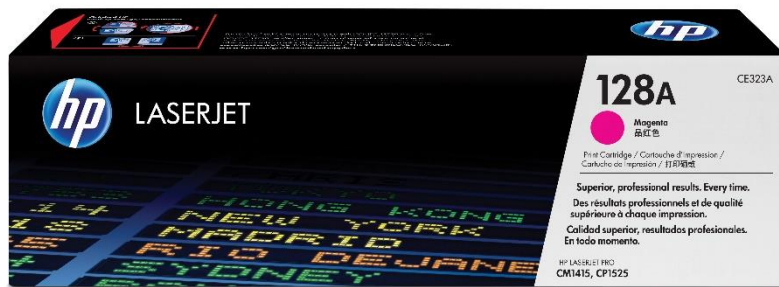 hp
hp
LASERJET
14
HONG KONG
NEW YORK
MADRID
RIO DEJANE
SYDNEY
128A
CE323A
Magenta
品红色
Print Cartridge / Cartouche d'impression /
Cartucho de impresión / 打印硒鼓
Superior, professional results. Every time.
Des résultats professionnels et de qualité
supérieure à chaque impression.
Calidad superior, resultados profesionales.
En todo momento.
HP LASERJET PRO
CM1415, CP1525